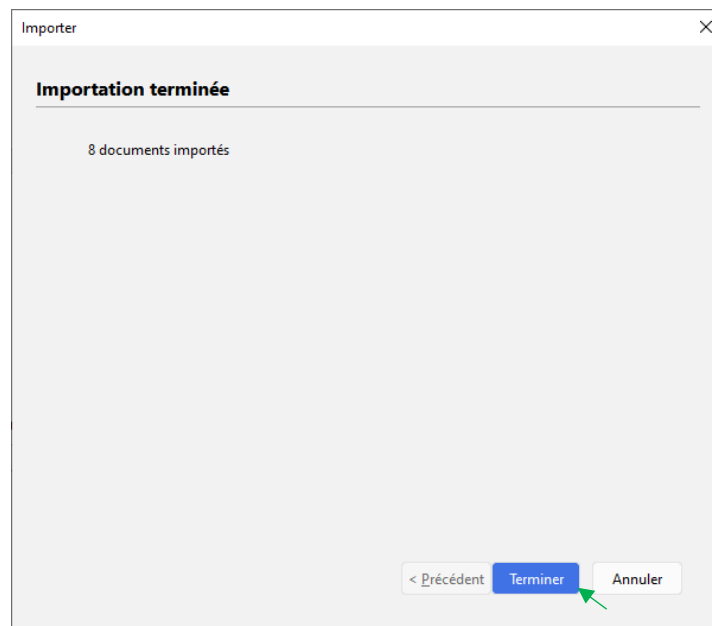 Importer
Importation terminée
8 documents importés
< Précédent Terminer Annuler